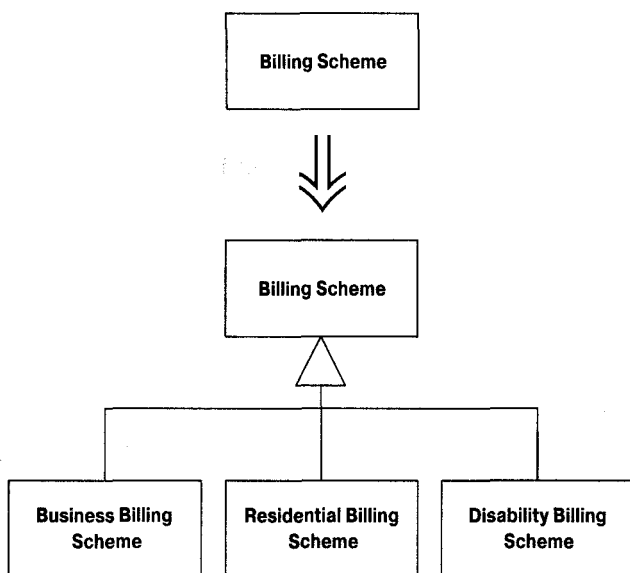 Billing Scheme
Billing Scheme
Business Billing
Scheme
Residential Billing
Scheme
Disability Billing
Scheme